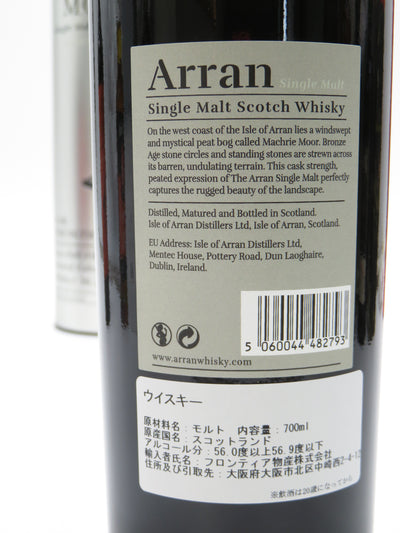 Arran
Single Malt
Single Malt Scotch Whisky
On the west coast of the Isle of Arran lies a windswept
and mystical peat bog called Machrie Moor. Bronze
Age stone circles and standing stones are strewn across
its barren, undulating terrain. This cask strength,
peated expression of The Arran Single Malt perfectly
captures the rugged beauty of the landscape.
Distilled, Matured and Bottled in Scotland.
Isle of Arran Distillers Ltd, Isle of Arran, Scotland.
EU Address: Isle of Arran Distillers Ltd,
Mentec House, Pottery Road, Dun Laoghaire,
Dublin, Ireland.
5 060044 482793
www.arranwhisky.com
ウイスキー
原材料名：モルト 内容量：700ml
原産国名：スコットランド
アルコール分：56.0度以上56.9度以下
輸入者氏名：フロンティア物産株式会社
住所及び引取先：大阪府大阪市北区中崎西2-4-12
※飲酒は20歳になってから